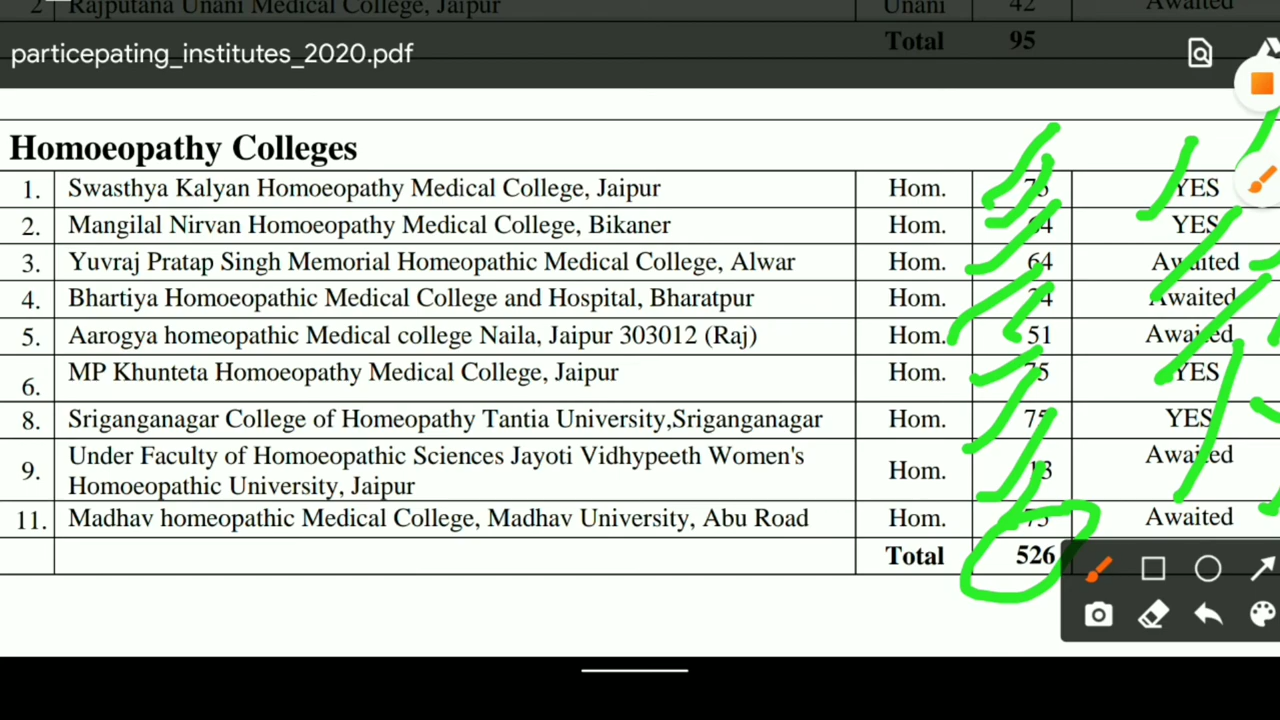 2 Rajputana Unani Medical College, Jaipur Unani 42 Awaited
Total 95
particepating_institutes_2020.pdf
Homoeopathy Colleges
1. Swasthya Kalyan Homoeopathy Medical College, Jaipur Hom. 75 YES
2. Mangilal Nirvan Homoeopathy Medical College, Bikaner Hom. 64 YES
3. Yuvraj Pratap Singh Memorial Homeopathic Medical College, Alwar Hom. 64 Awaited
4. Bhartiya Homoeopathic Medical College and Hospital, Bharatpur Hom. 34 Awaited
5. Aarogya homeopathic Medical college Naila, Jaipur 303012 (Raj) Hom. 51 Awaited
6. MP Khunteta Homoeopathy Medical College, Jaipur Hom. 75 YES
8. Sriganganagar College of Homeopathy Tantia University,Sriganganagar Hom. 75 YES
9. Under Faculty of Homoeopathic Sciences Jayoti Vidhypeeth Women's Hom. 13 Awaited
Homoeopathic University, Jaipur
11. Madhav homeopathic Medical College, Madhav University, Abu Road Hom. 75 Awaited
Total 526